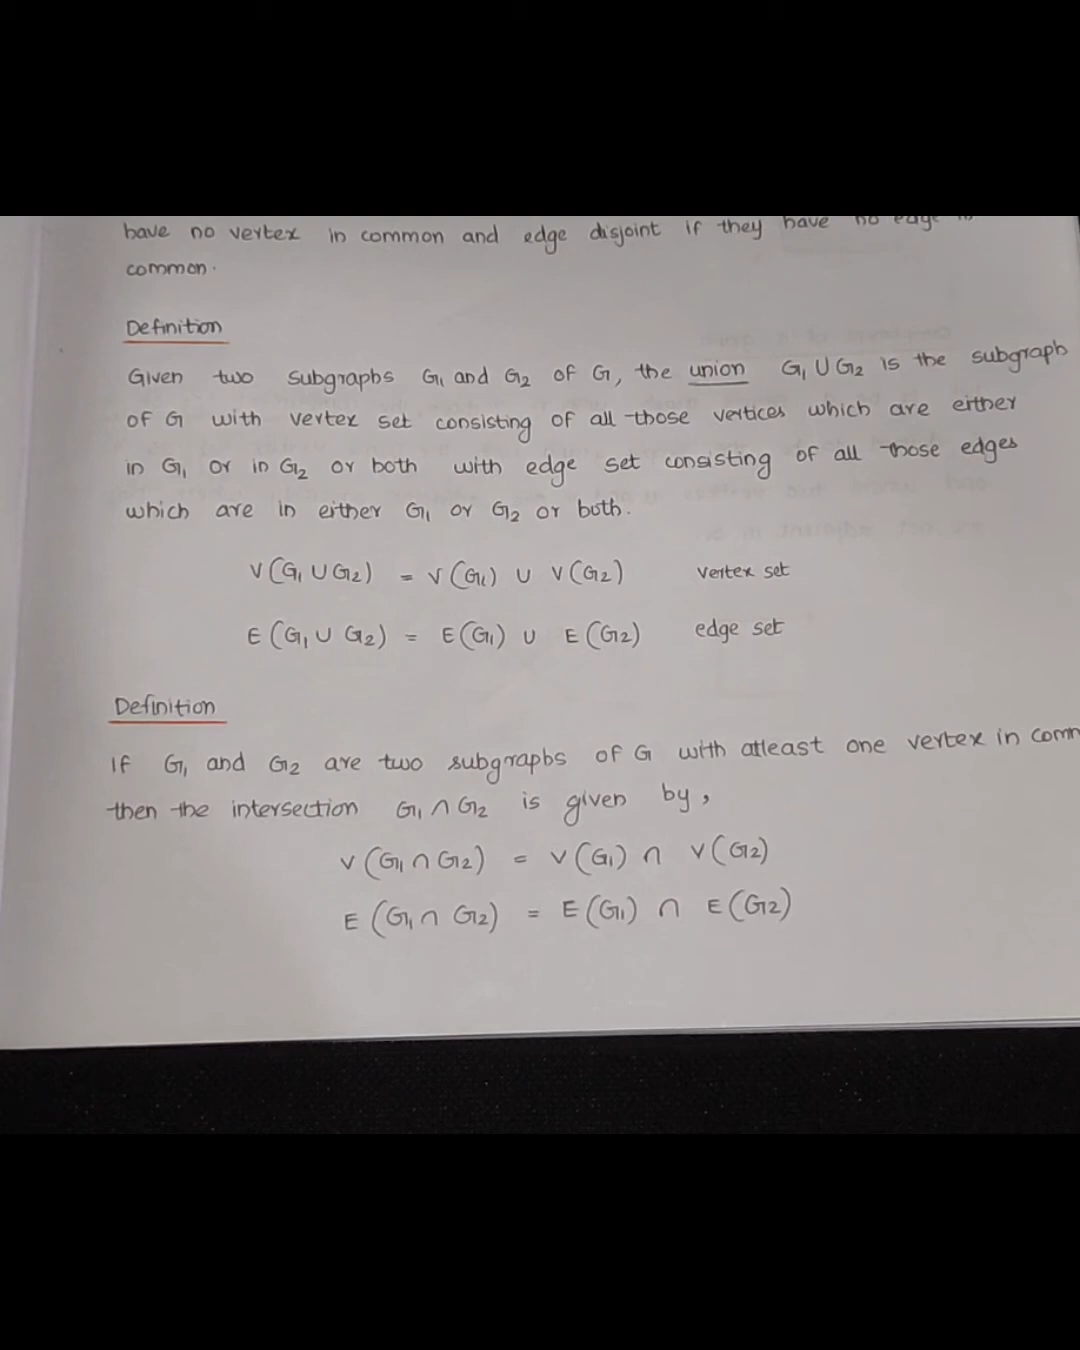 have no vertex in common and edge disjoint if they have no edge in
common.
Definition
Given two subgraphs G1 and G2 of G, the union G1 ∪ G2 is the subgraph
of G with vertex set consisting of all those vertices which are either
in G1 or in G2 or both with edge set consisting of all those edges
which are in either G1 or G2 or both.
V(G1 ∪ G2) = V(G1) ∪ V(G2) vertex set
E(G1 ∪ G2) = E(G1) ∪ E(G2) edge set
Definition
If G1 and G2 are two subgraphs of G with atleast one vertex in comm
then the intersection G1 ∩ G2 is given by,
V(G1 ∩ G2) = V(G1) ∩ V(G2)
E(G1 ∩ G2) = E(G1) ∩ E(G2)